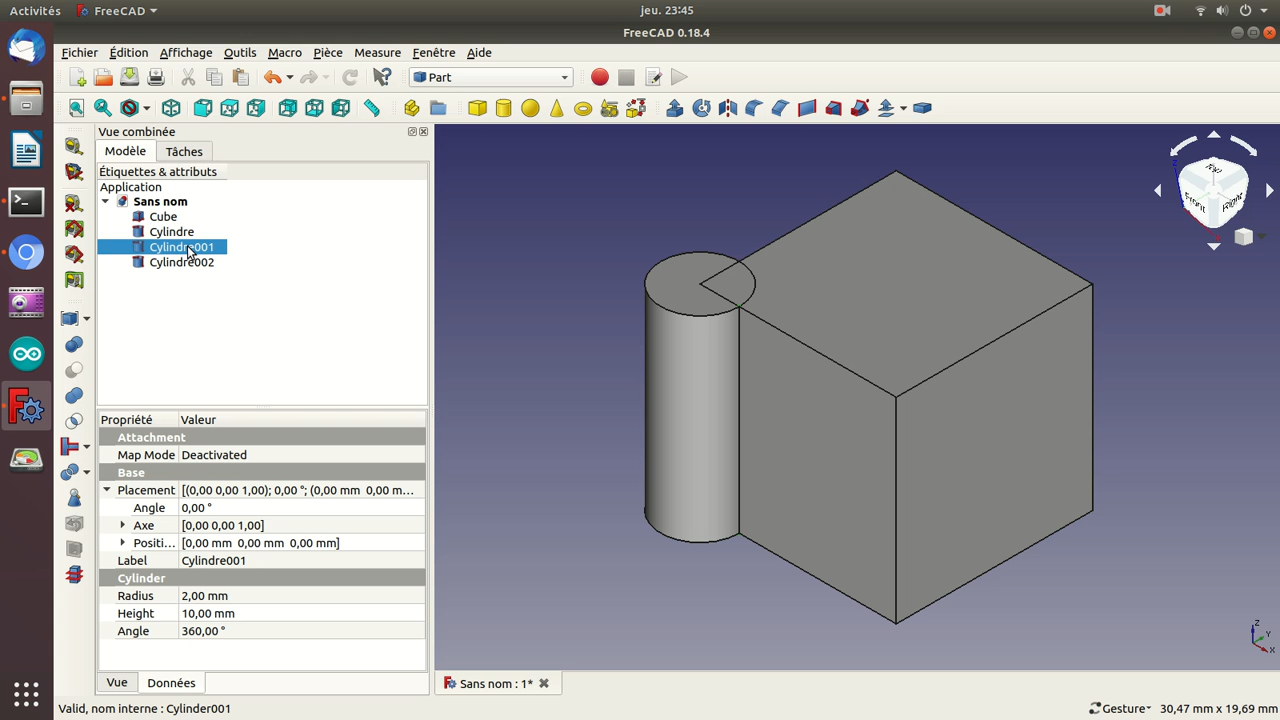 Activités FreeCAD jeu. 23:45
FreeCAD 0.18.4
Fichier Édition Affichage Outils Macro Pièce Measure Fenêtre Aide
Part
Vue combinée
Modèle Tâches
Étiquettes & attributs
Application
Sans nom
Cube
Cylindre
Cylindre001
Cylindre002
Propriété Valeur
Attachment
Map Mode Deactivated
Base
Placement [(0,00 0,00 1,00); 0,00 °; (0,00 mm 0,00 m...
Angle 0,00 °
Axe [0,00 0,00 1,00]
Positi... [0,00 mm 0,00 mm 0,00 mm]
Label Cylindre001
Cylinder
Radius 2,00 mm
Height 10,00 mm
Angle 360,00 °
Vue Données
Top
Front Right
Z
Y
X
Sans nom : 1*
Valid, nom interne : Cylinder001 Gesture 30,47 mm x 19,69 mm